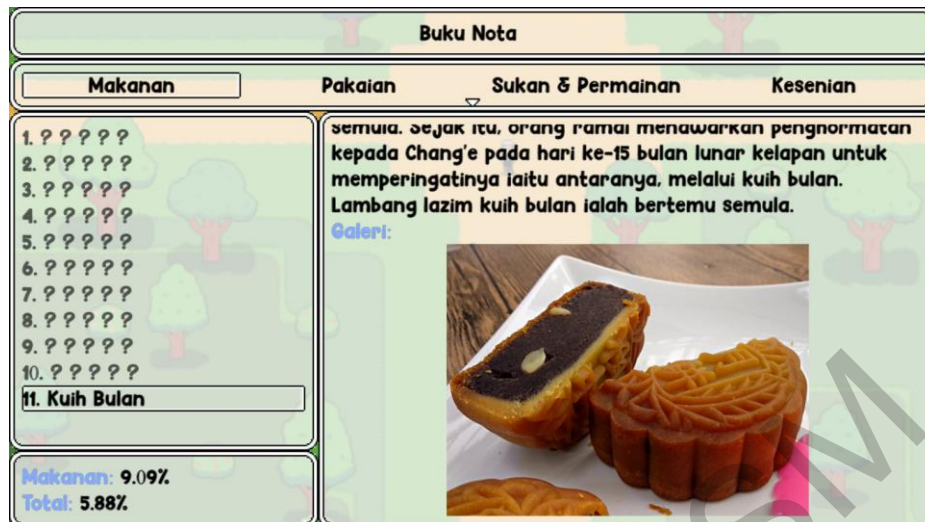 Buku Nota
Makanan Pakaian Sukan & Permainan Kesenian
1. ? ? ? ? ?
2. ? ? ? ? ?
3. ? ? ? ? ?
4. ? ? ? ? ?
5. ? ? ? ? ?
6. ? ? ? ? ?
7. ? ? ? ? ?
8. ? ? ? ? ?
9. ? ? ? ? ?
10. ? ? ? ? ?
11. Kuih Bulan
Makanan: 9.09%
Total: 5.88%
semula. Sejak itu, orang ramai menawarkan penghormatan
kepada Chang'e pada hari ke-15 bulan lunar kelapan untuk
memperingatinya iaitu antaranya, melalui kuih bulan.
Lambang lazim kuih bulan ialah bertemu semula.
Galeri: